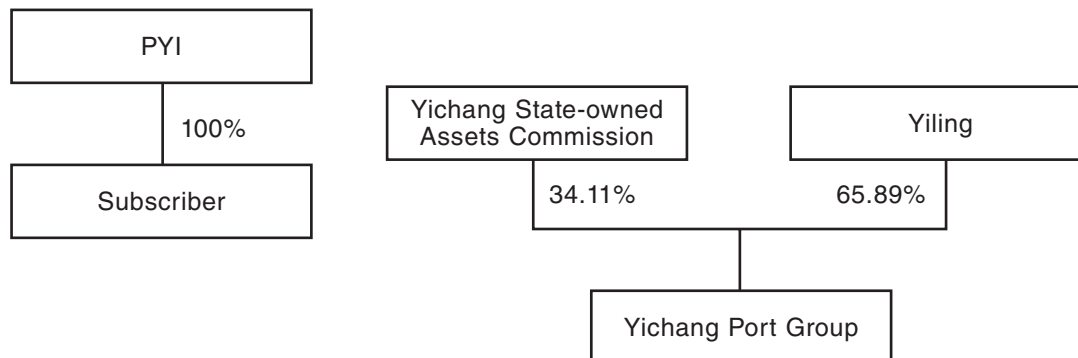 PYI
100%
Subscriber
Yichang State-owned
Assets Commission
Yiling
34.11%
65.89%
Yichang Port Group